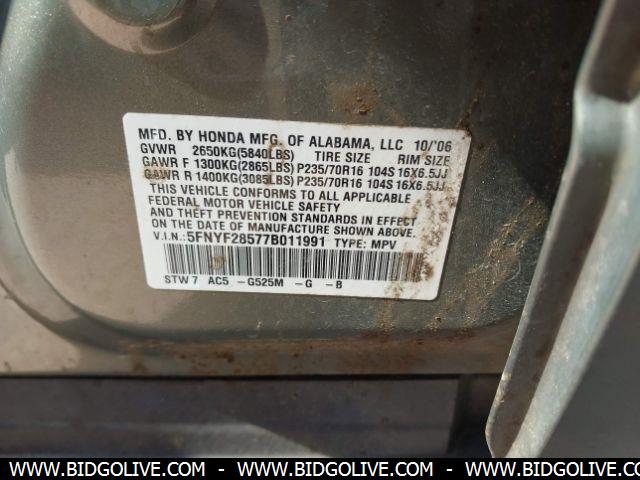 MFD. BY HONDA MFG. OF ALABAMA, LLC 10/'06
GVWR 2650KG(5840LBS) TIRE SIZE RIM SIZE
GAWR F 1300KG(2865LBS) P235/70R16 104S 16X6.5JJ
GAWR R 1400KG(3085LBS) P235/70R16 104S 16X6.5JJ
THIS VEHICLE CONFORMS TO ALL APPLICABLE
FEDERAL MOTOR VEHICLE SAFETY
AND THEFT PREVENTION STANDARDS IN EFFECT
ON THE DATE OF MANUFACTURE SHOWN ABOVE.
V.I.N.: 5FNYF28577B011991 TYPE: MPV
STW7 AC5 -G525M -G -B
WWW.BIDGOLIVE.COM - WWW.BIDGOLIVE.COM - WWW.BIDGOLIVE.COM